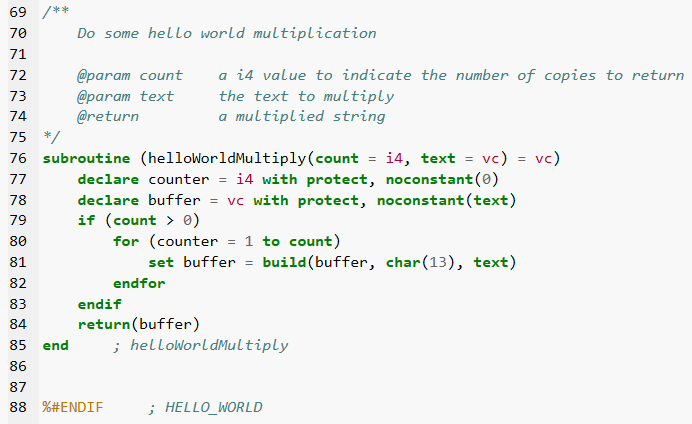 69 /**
70     Do some hello world multiplication
71
72     @param count    a i4 value to indicate the number of copies to return
73     @param text     the text to multiply
74     @return         a multiplied string
75 */
76 subroutine (helloWorldMultiply(count = i4, text = vc) = vc)
77     declare counter = i4 with protect, noconstant(0)
78     declare buffer = vc with protect, noconstant(text)
79     if (count > 0)
80         for (counter = 1 to count)
81             set buffer = build(buffer, char(13), text)
82         endfor
83     endif
84     return(buffer)
85 end     ; helloWorldMultiply
86
87
88 %#ENDIF     ; HELLO_WORLD